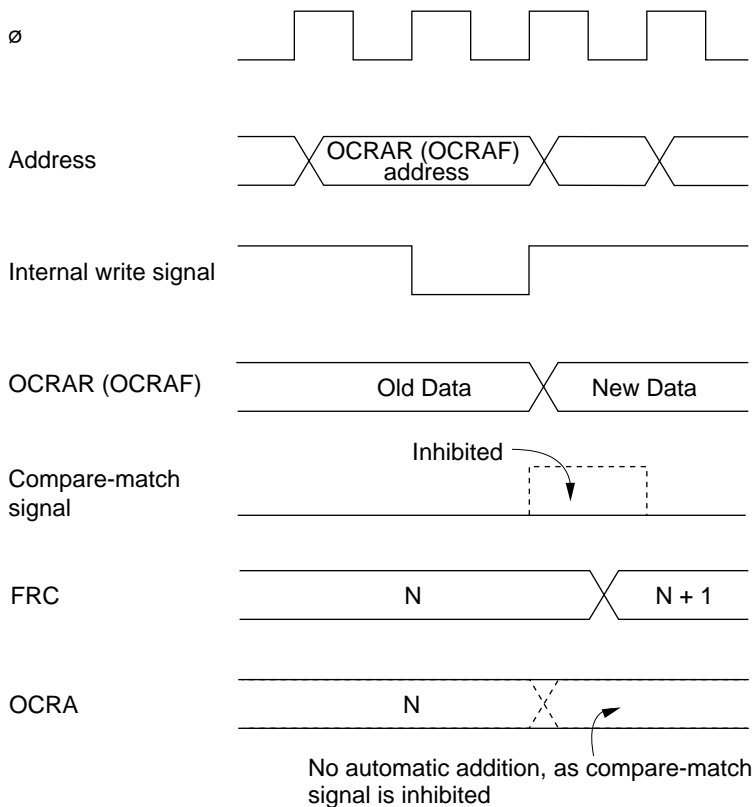 ø
Address
OCRAR (OCRAF)
address
Internal write signal
OCRAR (OCRAF)
Old Data
New Data
Inhibited
Compare-match
signal
FRC
N
N + 1
OCRA
N
No automatic addition, as compare-match
signal is inhibited